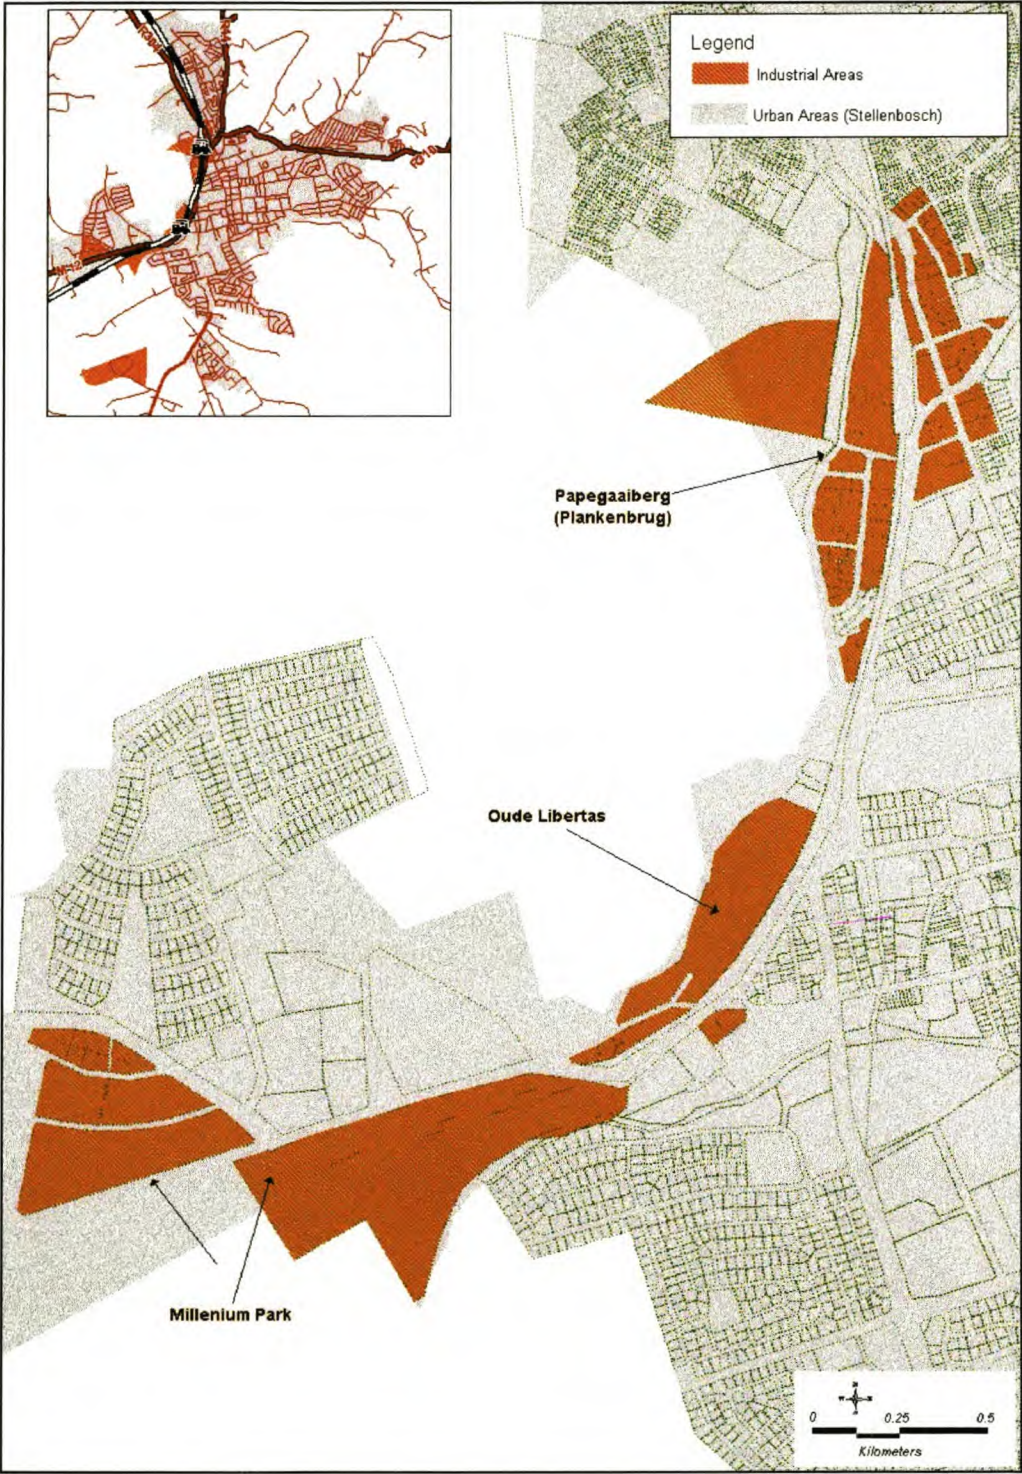 Legend
Industrial Areas
Urban Areas (Stellenbosch)
Papegaaiberg
(Plankenbrug)
Oude Libertas
Millenium Park
0 0.25 0.5
Kilometers